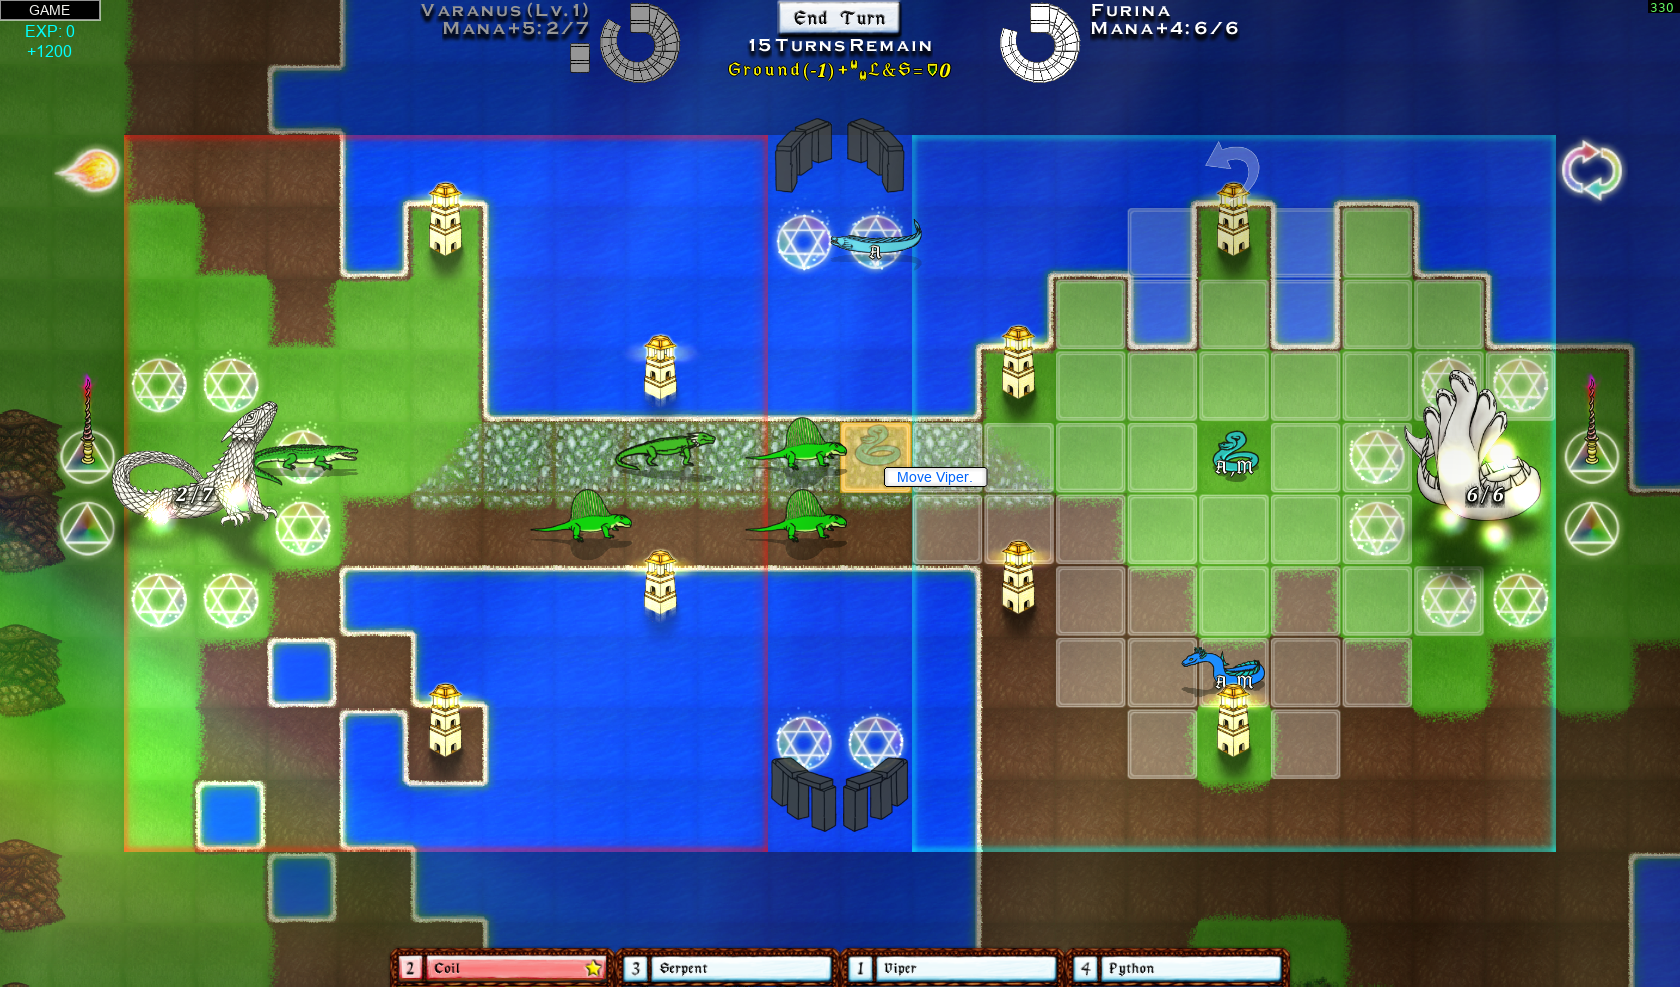 GAME
EXP: 0
+1200
Varanus (Lv.1)
Mana+5:2/7
End Turn
15 Turns Remain
Furina
Mana+4:6/6
330
A
Move Viper.
A M
2/7
6/6
A M
2 Coil
3 Serpent
1 Viper
4 Python